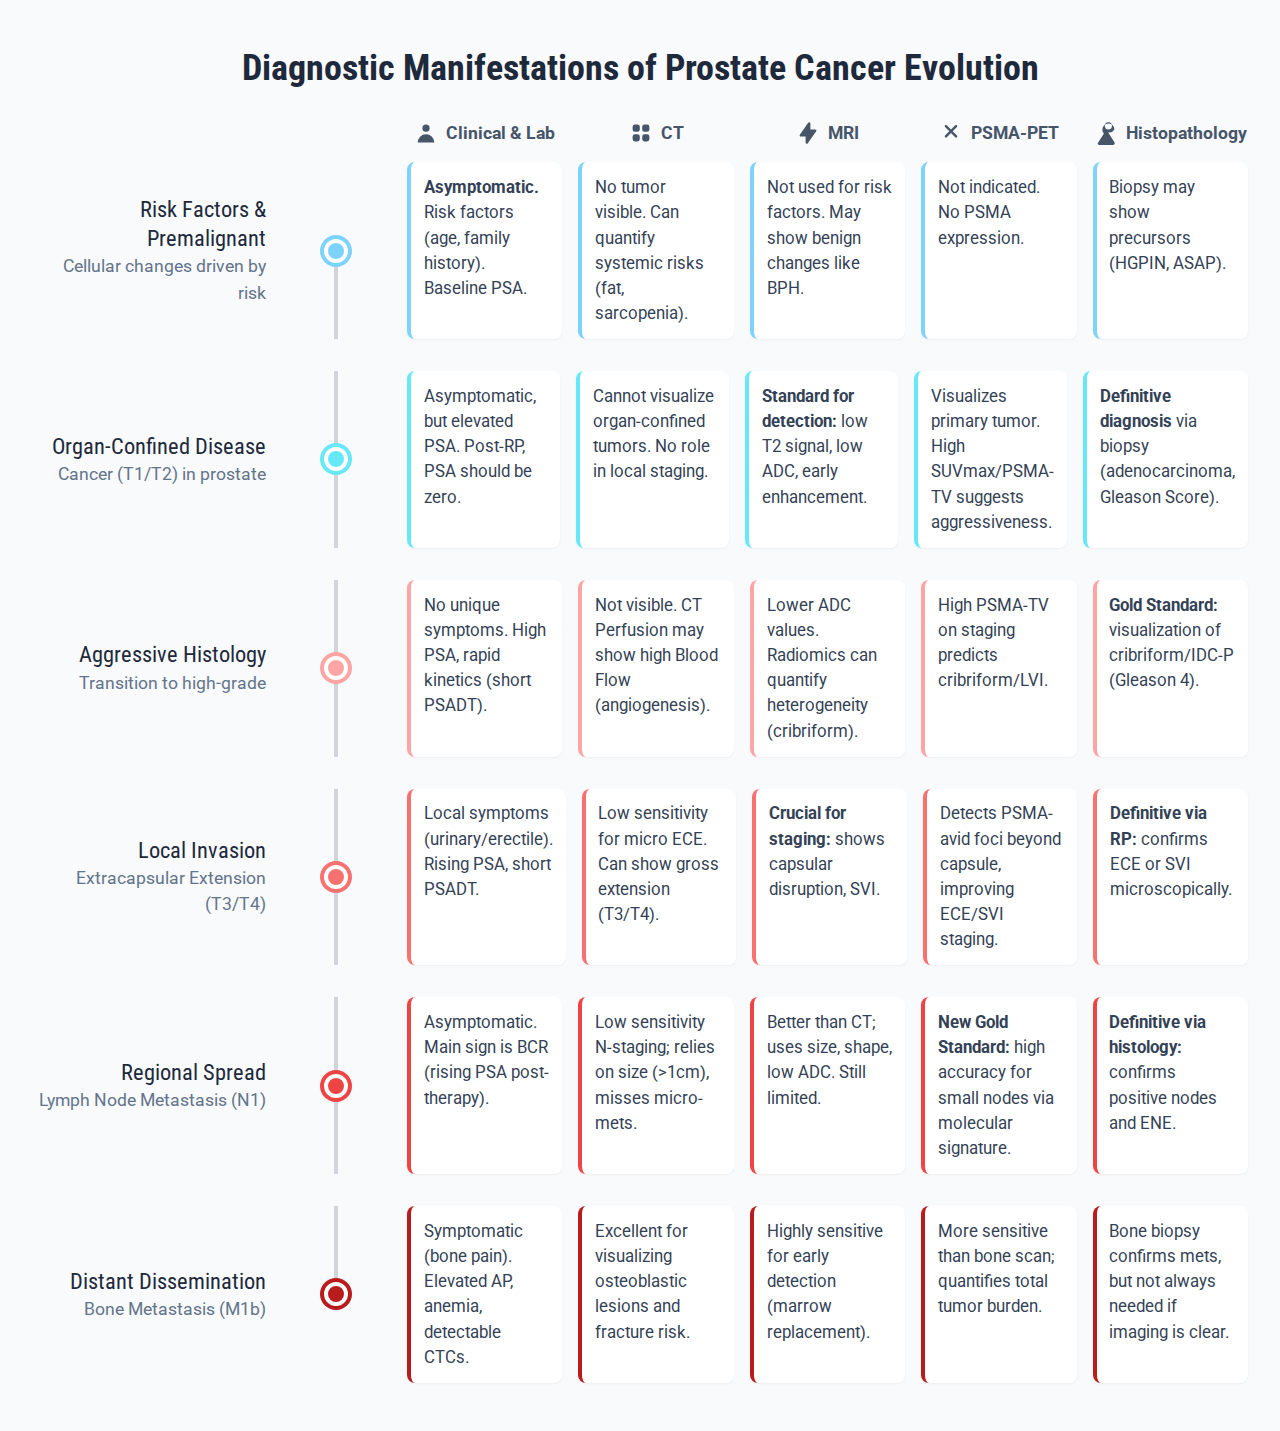 Diagnostic Manifestations of Prostate Cancer Evolution
Clinical & Lab
CT
MRI
PSMA-PET
Histopathology
Risk Factors &
Premalignant
Cellular changes driven by
risk
Asymptomatic.
Risk factors
(age, family
history).
Baseline PSA.
No tumor
visible. Can
quantify
systemic risks
(fat,
sarcopenia).
Not used for risk
factors. May
show benign
changes like
BPH.
Not indicated.
No PSMA
expression.
Biopsy may
show
precursors
(HGPIN, ASAP).
Organ-Confined Disease
Cancer (T1/T2) in prostate
Asymptomatic,
but elevated
PSA. Post-RP,
PSA should be
zero.
Cannot visualize
organ-confined
tumors. No role
in local staging.
Standard for
detection: low
T2 signal, low
ADC, early
enhancement.
Visualizes
primary tumor.
High
SUVmax/PSMA-
TV suggests
aggressiveness.
Definitive
diagnosis via
biopsy
(adenocarcinoma,
Gleason Score).
Aggressive Histology
Transition to high-grade
No unique
symptoms. High
PSA, rapid
kinetics (short
PSADT).
Not visible. CT
Perfusion may
show high Blood
Flow
(angiogenesis).
Lower ADC
values.
Radiomics can
quantify
heterogeneity
(cribriform).
High PSMA-TV
on staging
predicts
cribriform/LVI.
Gold Standard:
visualization of
cribriform/IDC-P
(Gleason 4).
Local Invasion
Extracapsular Extension
(T3/T4)
Local symptoms
(urinary/erectile).
Rising PSA, short
PSADT.
Low sensitivity
for micro ECE.
Can show gross
extension
(T3/T4).
Crucial for
staging: shows
capsular
disruption, SVI.
Detects PSMA-
avid foci beyond
capsule,
improving
ECE/SVI
staging.
Definitive via
RP: confirms
ECE or SVI
microscopically.
Regional Spread
Lymph Node Metastasis (N1)
Asymptomatic.
Main sign is BCR
(rising PSA post-
therapy).
Low sensitivity
N-staging; relies
on size (>1cm),
misses micro-
mets.
Better than CT;
uses size, shape,
low ADC. Still
limited.
New Gold
Standard: high
accuracy for
small nodes via
molecular
signature.
Definitive via
histology:
confirms
positive nodes
and ENE.
Distant Dissemination
Bone Metastasis (M1b)
Symptomatic
(bone pain).
Elevated AP,
anemia,
detectable
CTCs.
Excellent for
visualizing
osteoblastic
lesions and
fracture risk.
Highly sensitive
for early
detection
(marrow
replacement).
More sensitive
than bone scan;
quantifies total
tumor burden.
Bone biopsy
confirms mets,
but not always
needed if
imaging is clear.